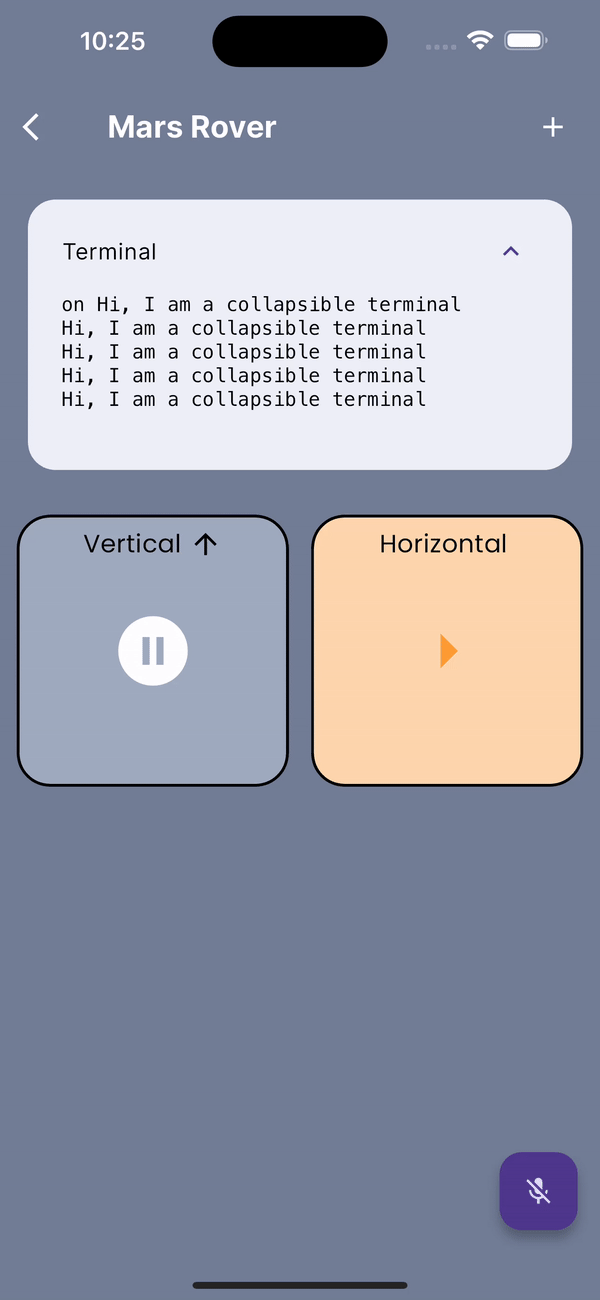 10:25
Mars Rover
Terminal
on Hi, I am a collapsible terminal
Hi, I am a collapsible terminal
Hi, I am a collapsible terminal
Hi, I am a collapsible terminal
Hi, I am a collapsible terminal
Vertical ↑
Horizontal